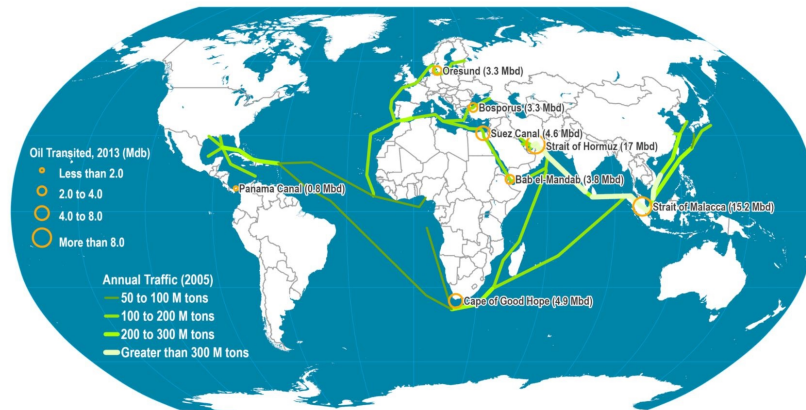 Oresund (3.3 Mbd)
Bosporus (3.3 Mbd)
Suez Canal (4.6 Mbd)
Strait of Hormuz (17 Mbd)
Bab el-Mandab (3.8 Mbd)
Panama Canal (0.8 Mbd)
Strait of Malacca (15.2 Mbd)
Cape of Good Hope (4.9 Mbd)
Oil Transited, 2013 (Mdb)
Less than 2.0
2.0 to 4.0
4.0 to 8.0
More than 8.0
Annual Traffic (2005)
50 to 100 M tons
100 to 200 M tons
200 to 300 M tons
Greater than 300 M tons